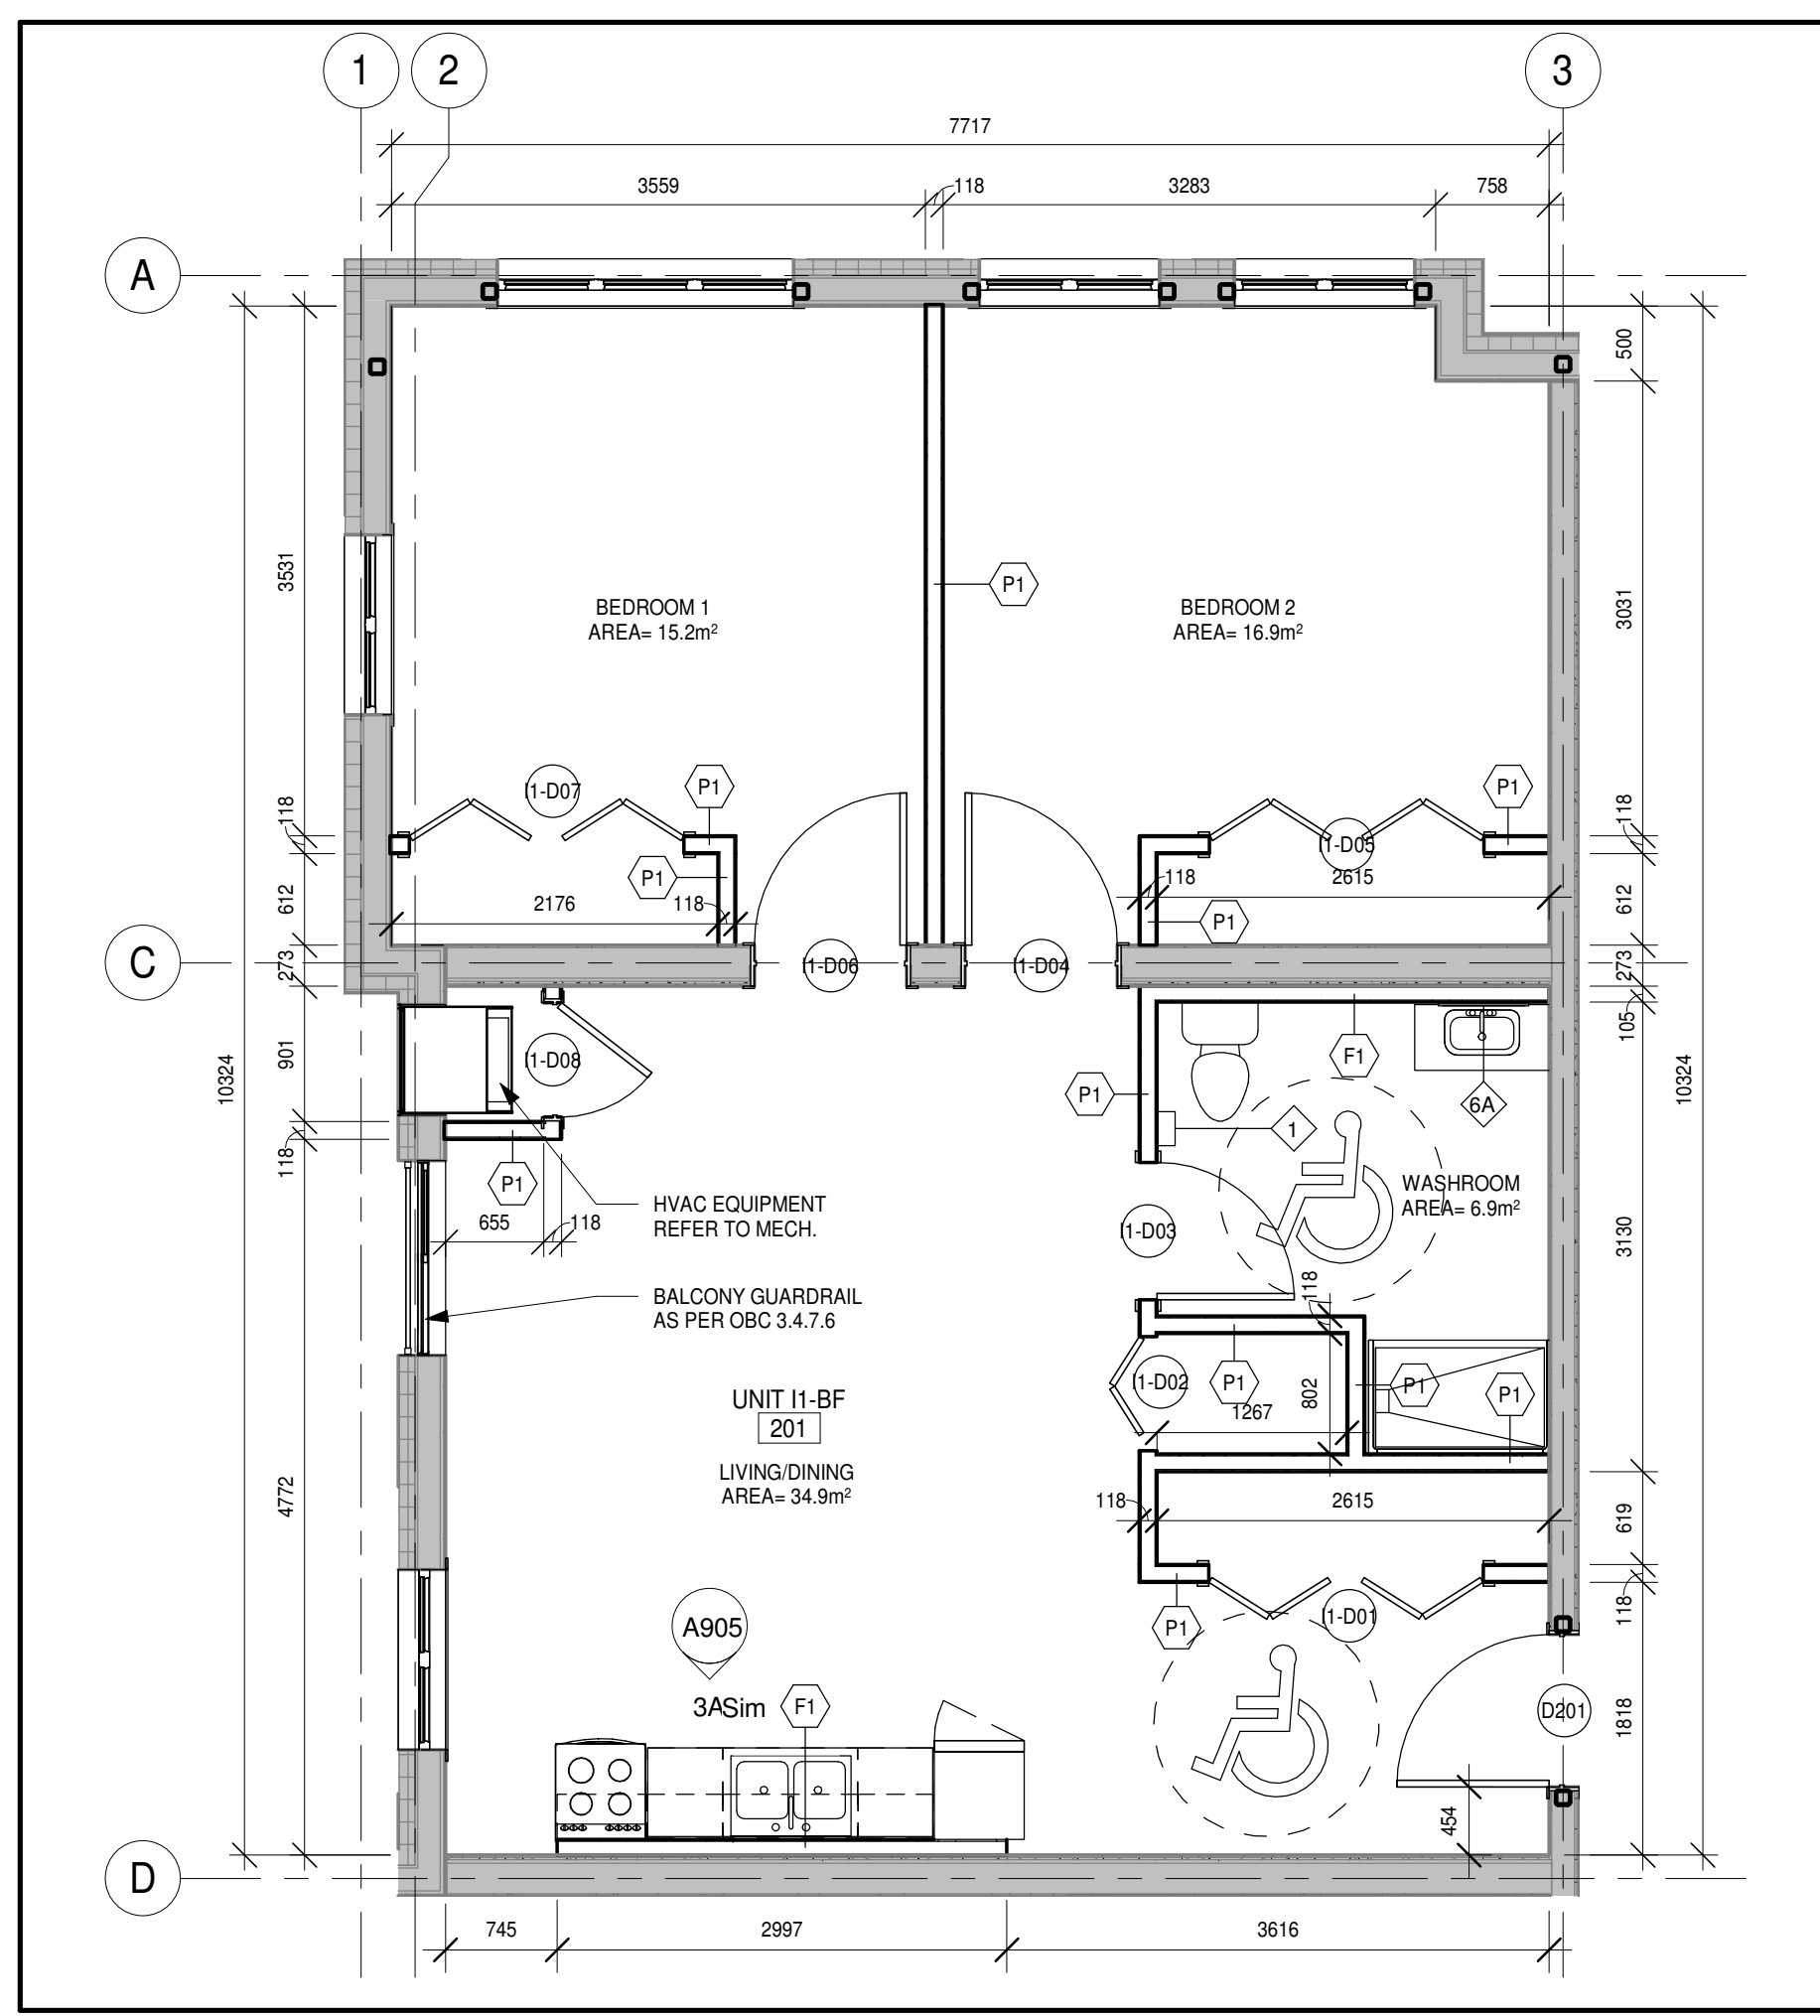 1
2
3
7717
3559
118
3283
758
A
500
3531
3031
P1
BEDROOM 1
AREA= 15.2m²
BEDROOM 2
AREA= 16.9m²
I1-D07
P1
P1
118
118
I1-D05
P1
118
2615
612
2176
118
P1
612
C
273
I1-D06
I1-D04
273
105
10324
901
I1-D08
F1
6A
10324
P1
1
118
P1
WASHROOM
AREA= 6.9m²
HVAC EQUIPMENT
REFER TO MECH.
655
118
I1-D03
3130
BALCONY GUARDRAIL
AS PER OBC 3.4.7.6
118
UNIT I1-BF
201
I1-D02
P1
802
P1
P1
1267
LIVING/DINING
AREA= 34.9m²
4772
118
2615
619
A905
P1
I1-D01
118
3ASim
F1
D201
1818
454
D
745
2997
3616